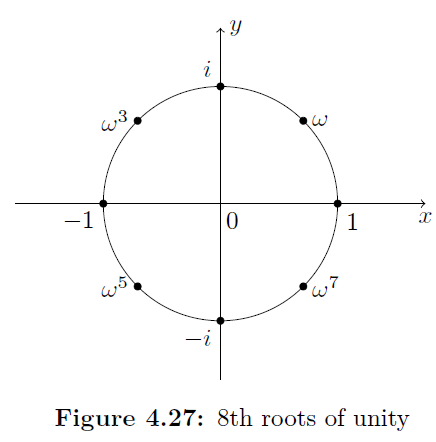 y
i
ω³
ω
−1
0
1
x
ω⁵
ω⁷
−i
Figure 4.27: 8th roots of unity